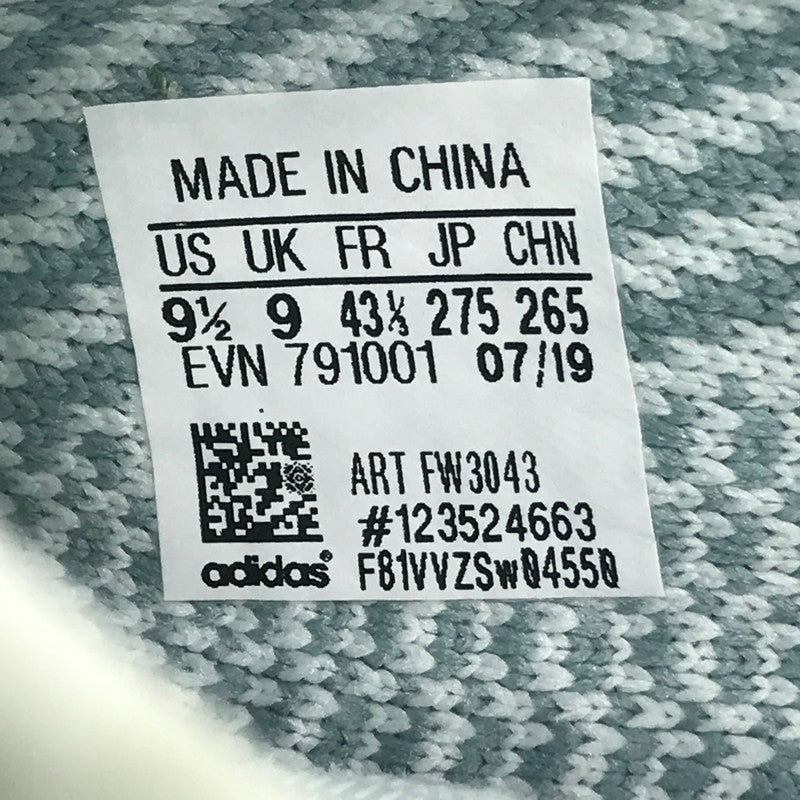 MADE IN CHINA
US UK FR JP CHN
9½ 9 43⅓ 275 265
EVN 791001 07/19
ART FW3043
#123524663
adidas® F81VVZSw04550